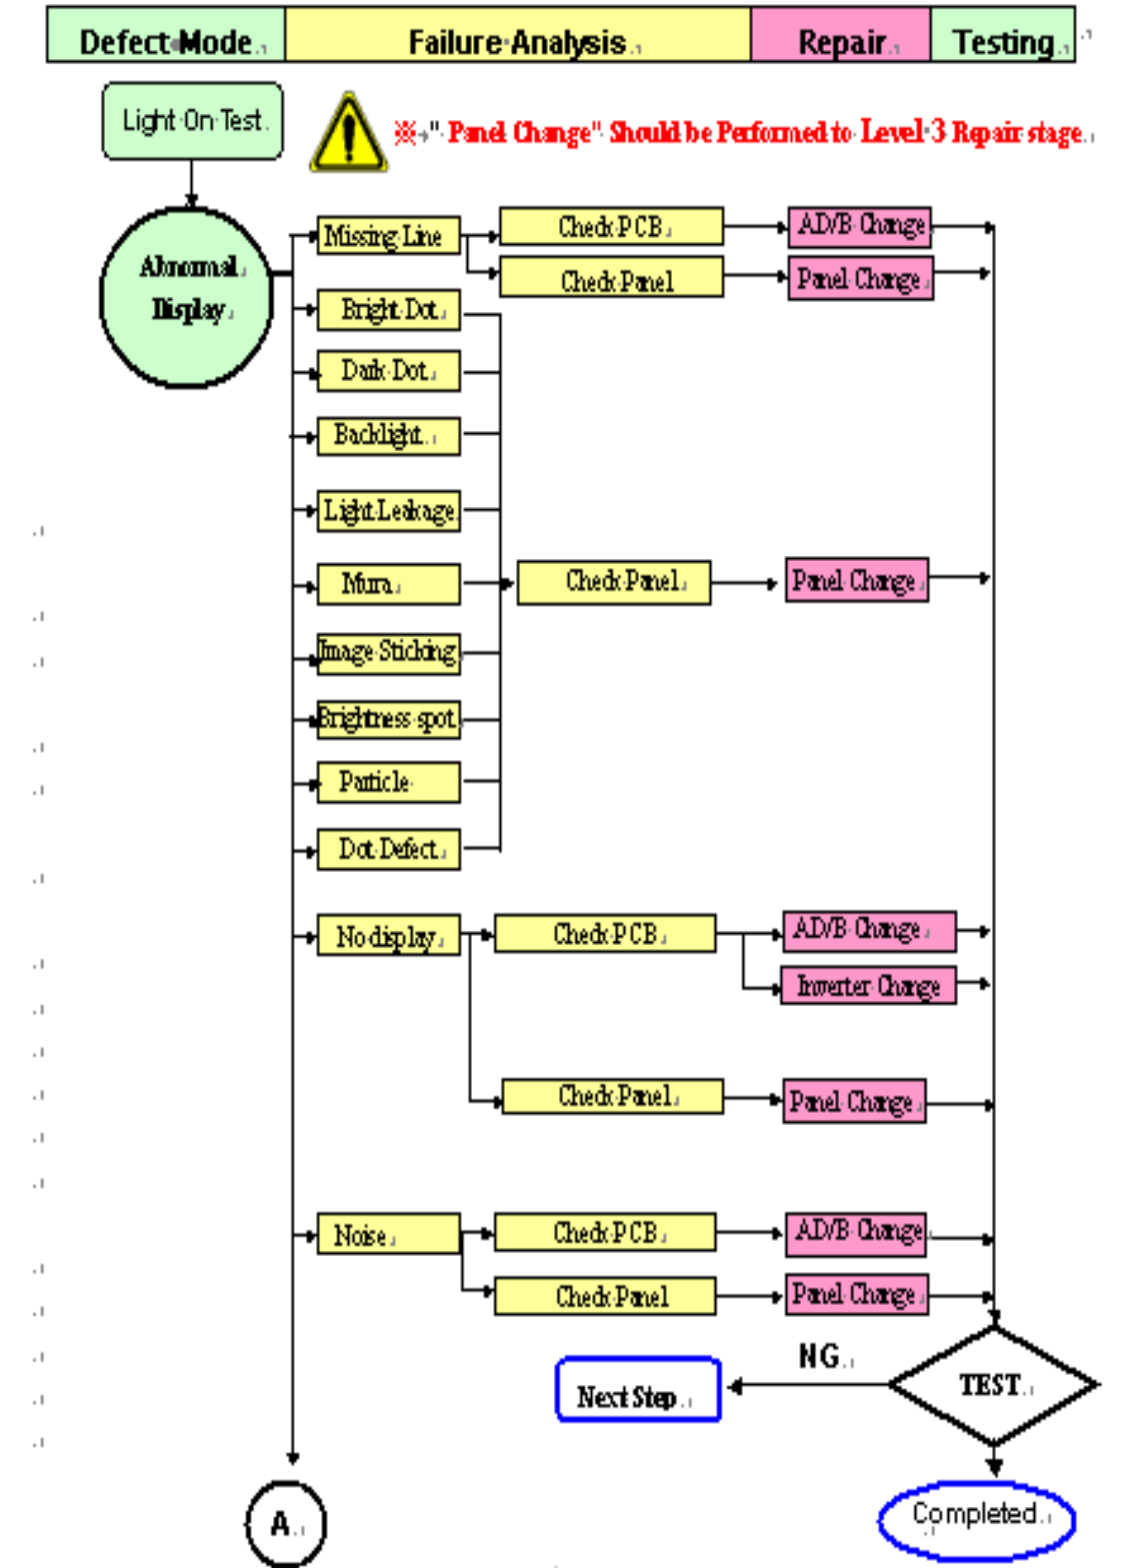 Defect Mode Failure Analysis Repair Testing
Light On Test
※ " Panel Change" Should be Performed to Level 3 Repair stage.
Abnormal
Display
Missing Line Check PCB AD/B Change
Check Panel Panel Change
Bright Dot
Dark Dot
Backlight
Light Leakage
Mura Check Panel Panel Change
Image Sticking
Brightness spot
Particle
Dot Defect
No display Check PCB AD/B Change
Inverter Change
Check Panel Panel Change
Noise Check PCB AD/B Change
Check Panel Panel Change
NG
Next Step TEST
A Completed